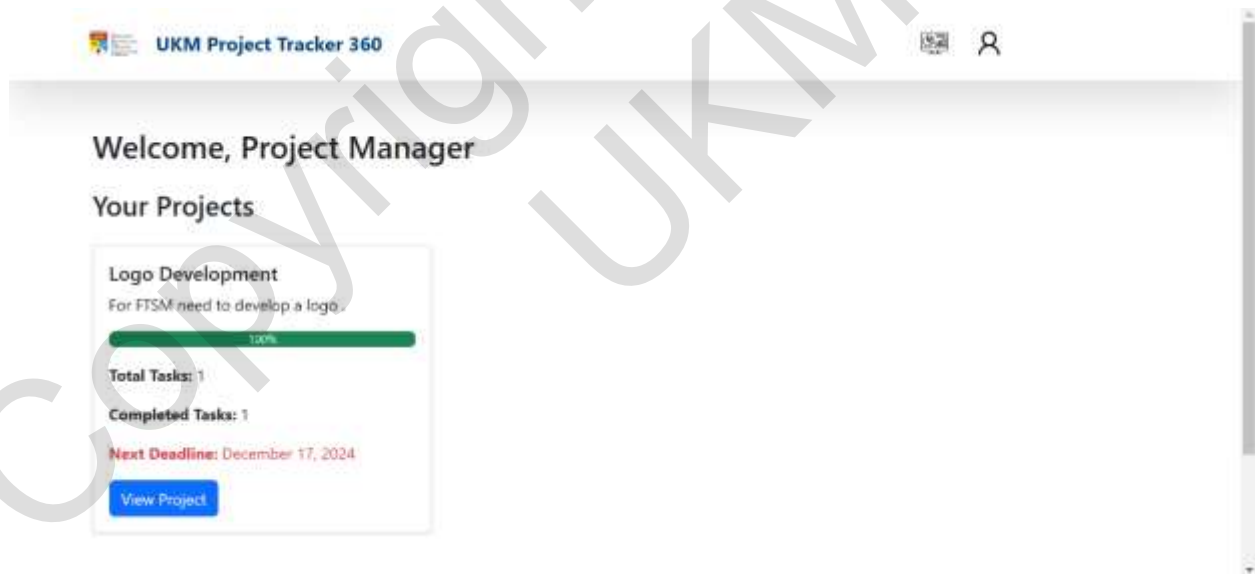 UKM Project Tracker 360
Welcome, Project Manager
Your Projects
Logo Development
For FTSM need to develop a logo .
100%
Total Tasks: 1
Completed Tasks: 1
Next Deadline: December 17, 2024
View Project
Copyrigh
UKM